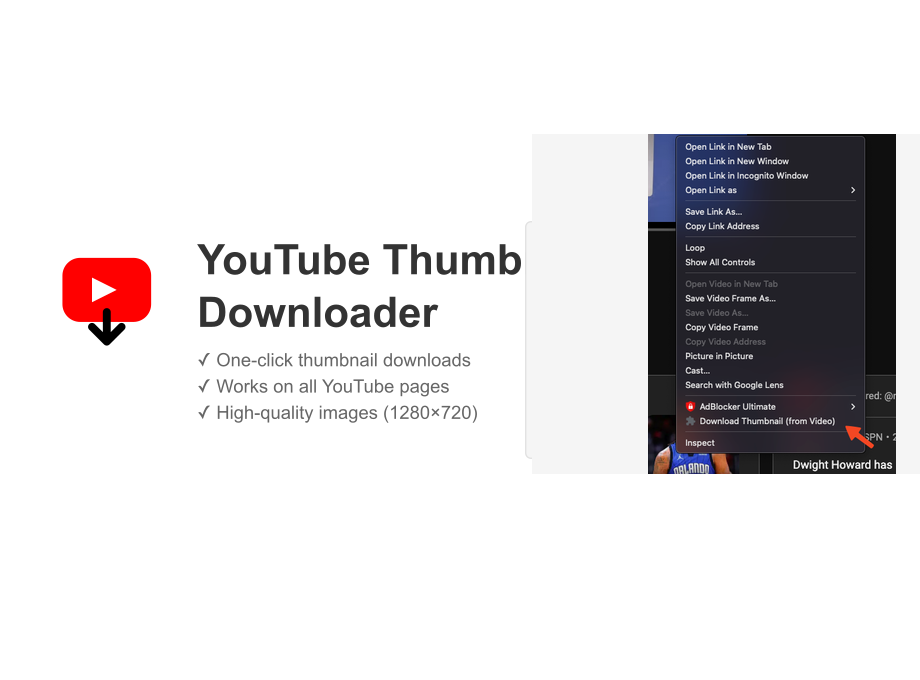 YouTube Thumb
Downloader
✓ One-click thumbnail downloads
✓ Works on all YouTube pages
✓ High-quality images (1280×720)
Open Link in New Tab
Open Link in New Window
Open Link in Incognito Window
Open Link as
Save Link As...
Copy Link Address
Loop
Show All Controls
Open Video in New Tab
Save Video Frame As...
Save Video As...
Copy Video Frame
Copy Video Address
Picture in Picture
Cast...
Search with Google Lens
AdBlocker Ultimate
Download Thumbnail (from Video)
Inspect
red: @r
SPN • 2
ORLANDO
Dwight Howard has